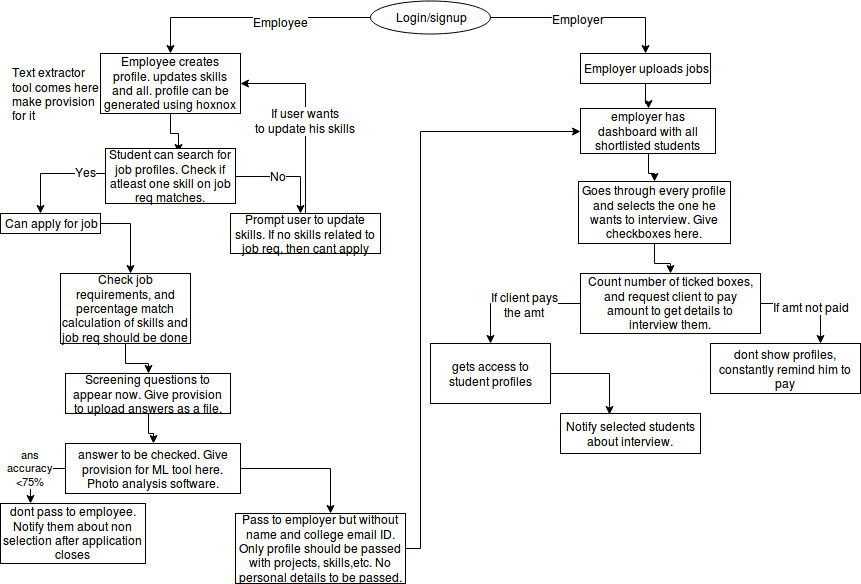 Login/signup
Employee
Employer
Employee creates
profile. updates skills
and all. profile can be
generated using hoxnox
Text extractor
tool comes here
make provision
for it
If user wants
to update his skills
Student can search for
job profiles. Check if
atleast one skill on job
req matches.
Yes
No
Can apply for job
Prompt user to update
skills. If no skills related to
job req, then cant apply
Check job
requirements, and
percentage match
calculation of skills and
job req should be done
Screening questions to
appear now. Give provision
to upload answers as a file.
answer to be checked. Give
provision for ML tool here.
Photo analysis software.
ans
accuracy
<75%
dont pass to employee.
Notify them about non
selection after application
closes
Pass to employer but without
name and college email ID.
Only profile should be passed
with projects, skills,etc. No
personal details to be passed.
Employer uploads jobs
employer has
dashboard with all
shortlisted students
Goes through every profile
and selects the one he
wants to interview. Give
checkboxes here.
Count number of ticked boxes,
and request client to pay
amount to get details to
interview them.
If client pays
the amt
If amt not paid
gets access to
student profiles
dont show profiles,
constantly remind him to
pay
Notify selected students
about interview.